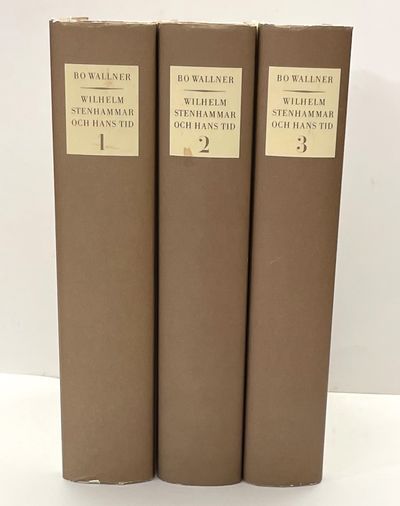 BO WALLNER
WILHELM
STENHAMMAR
OCH HANS TID
1
BO WALLNER
WILHELM
STENHAMMAR
OCH HANS TID
2
BO WALLNER
WILHELM
STENHAMMAR
OCH HANS TID
3